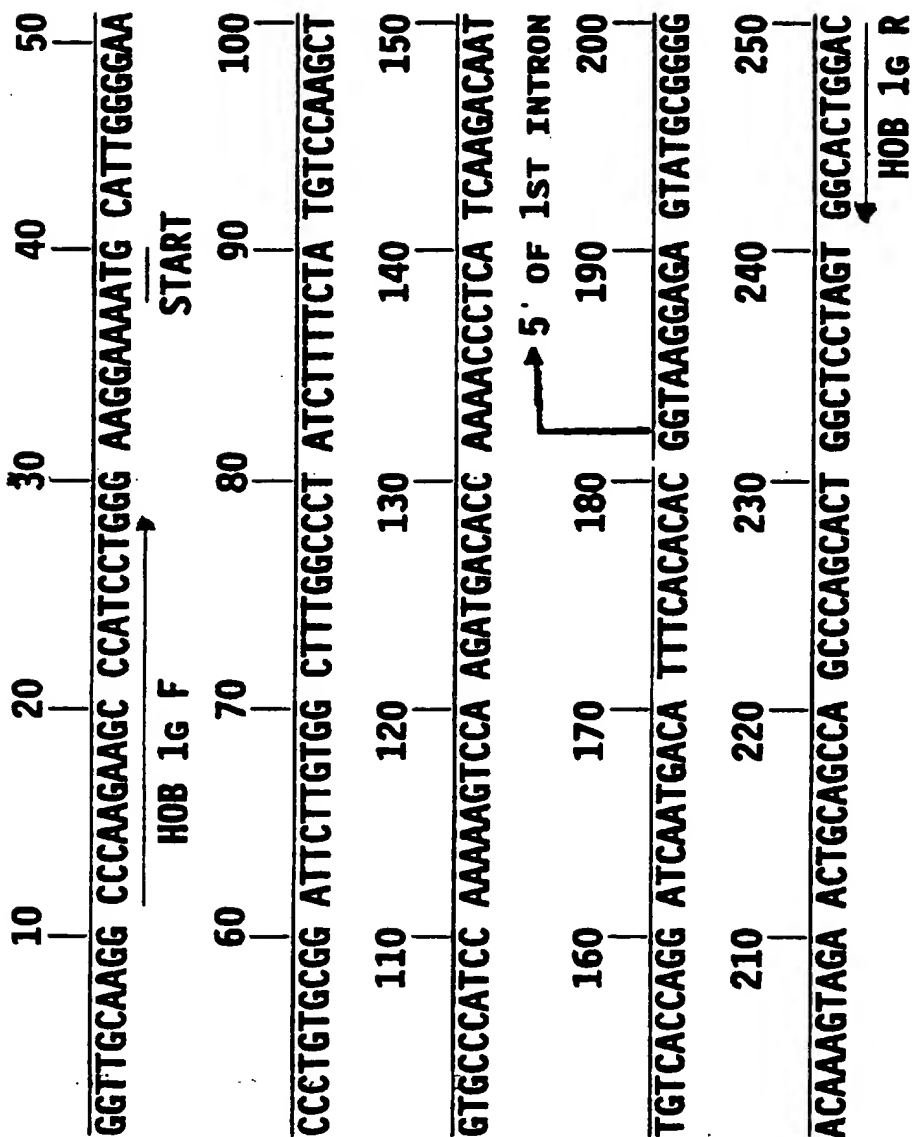 10 20 30 40 50
GGTTGCAAGG CCCAAGAAGC CCATCCTGGG AAGGAAAATG CATTGGGGAA
HOB 1G F START
60 70 80 90 100
CCCTGTGCGG ATTCTTGTGG CTTTGGCCCT ATCTTTTCTA TGTCCAAGCT
110 120 130 140 150
GTGCCCATCC AAAAAGTCCA AGATGACACC AAAACCCTCA TCAAGACAAT
5' OF 1ST INTRON
160 170 180 190 200
TGTCACCAGG ATCAATGACA TTTCACACAC GGTAAGGAGA GTATGCGGGG
210 220 230 240 250
ACAAAGTAGA ACTGCAGCCA GCCCAGCACT GGCTCCTAGT GGCACTGGAC
HOB 1G R